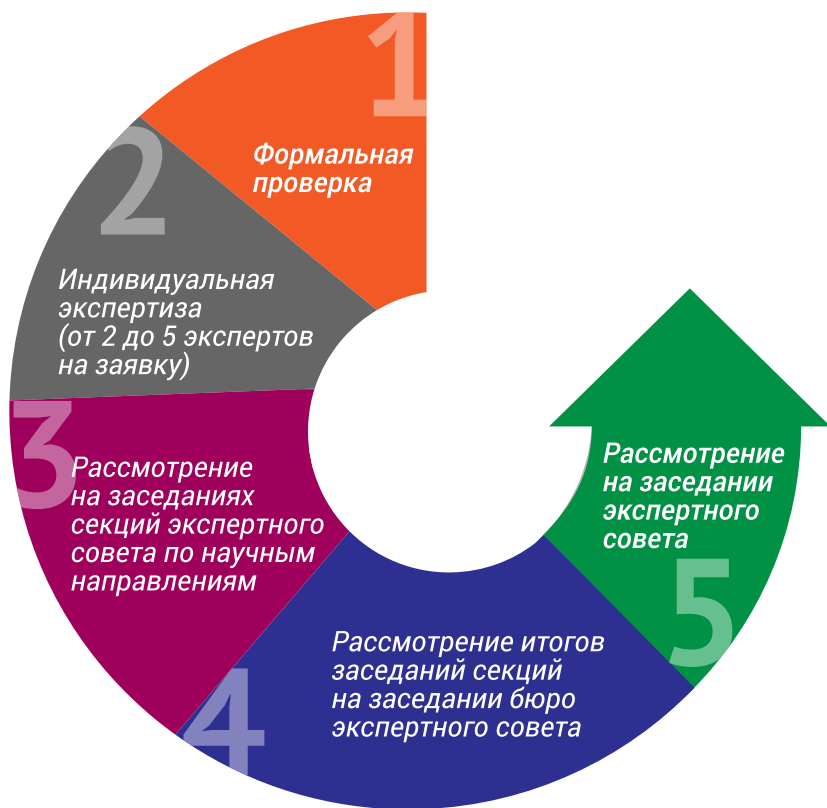 1
Формальная
проверка
2
Индивидуальная
экспертиза
(от 2 до 5 экспертов
на заявку)
3
Рассмотрение
на заседаниях
секций экспертного
совета по научным
направлениям
4
Рассмотрение итогов
заседаний секций
на заседании бюро
экспертного совета
5
Рассмотрение
на заседании
экспертного
совета